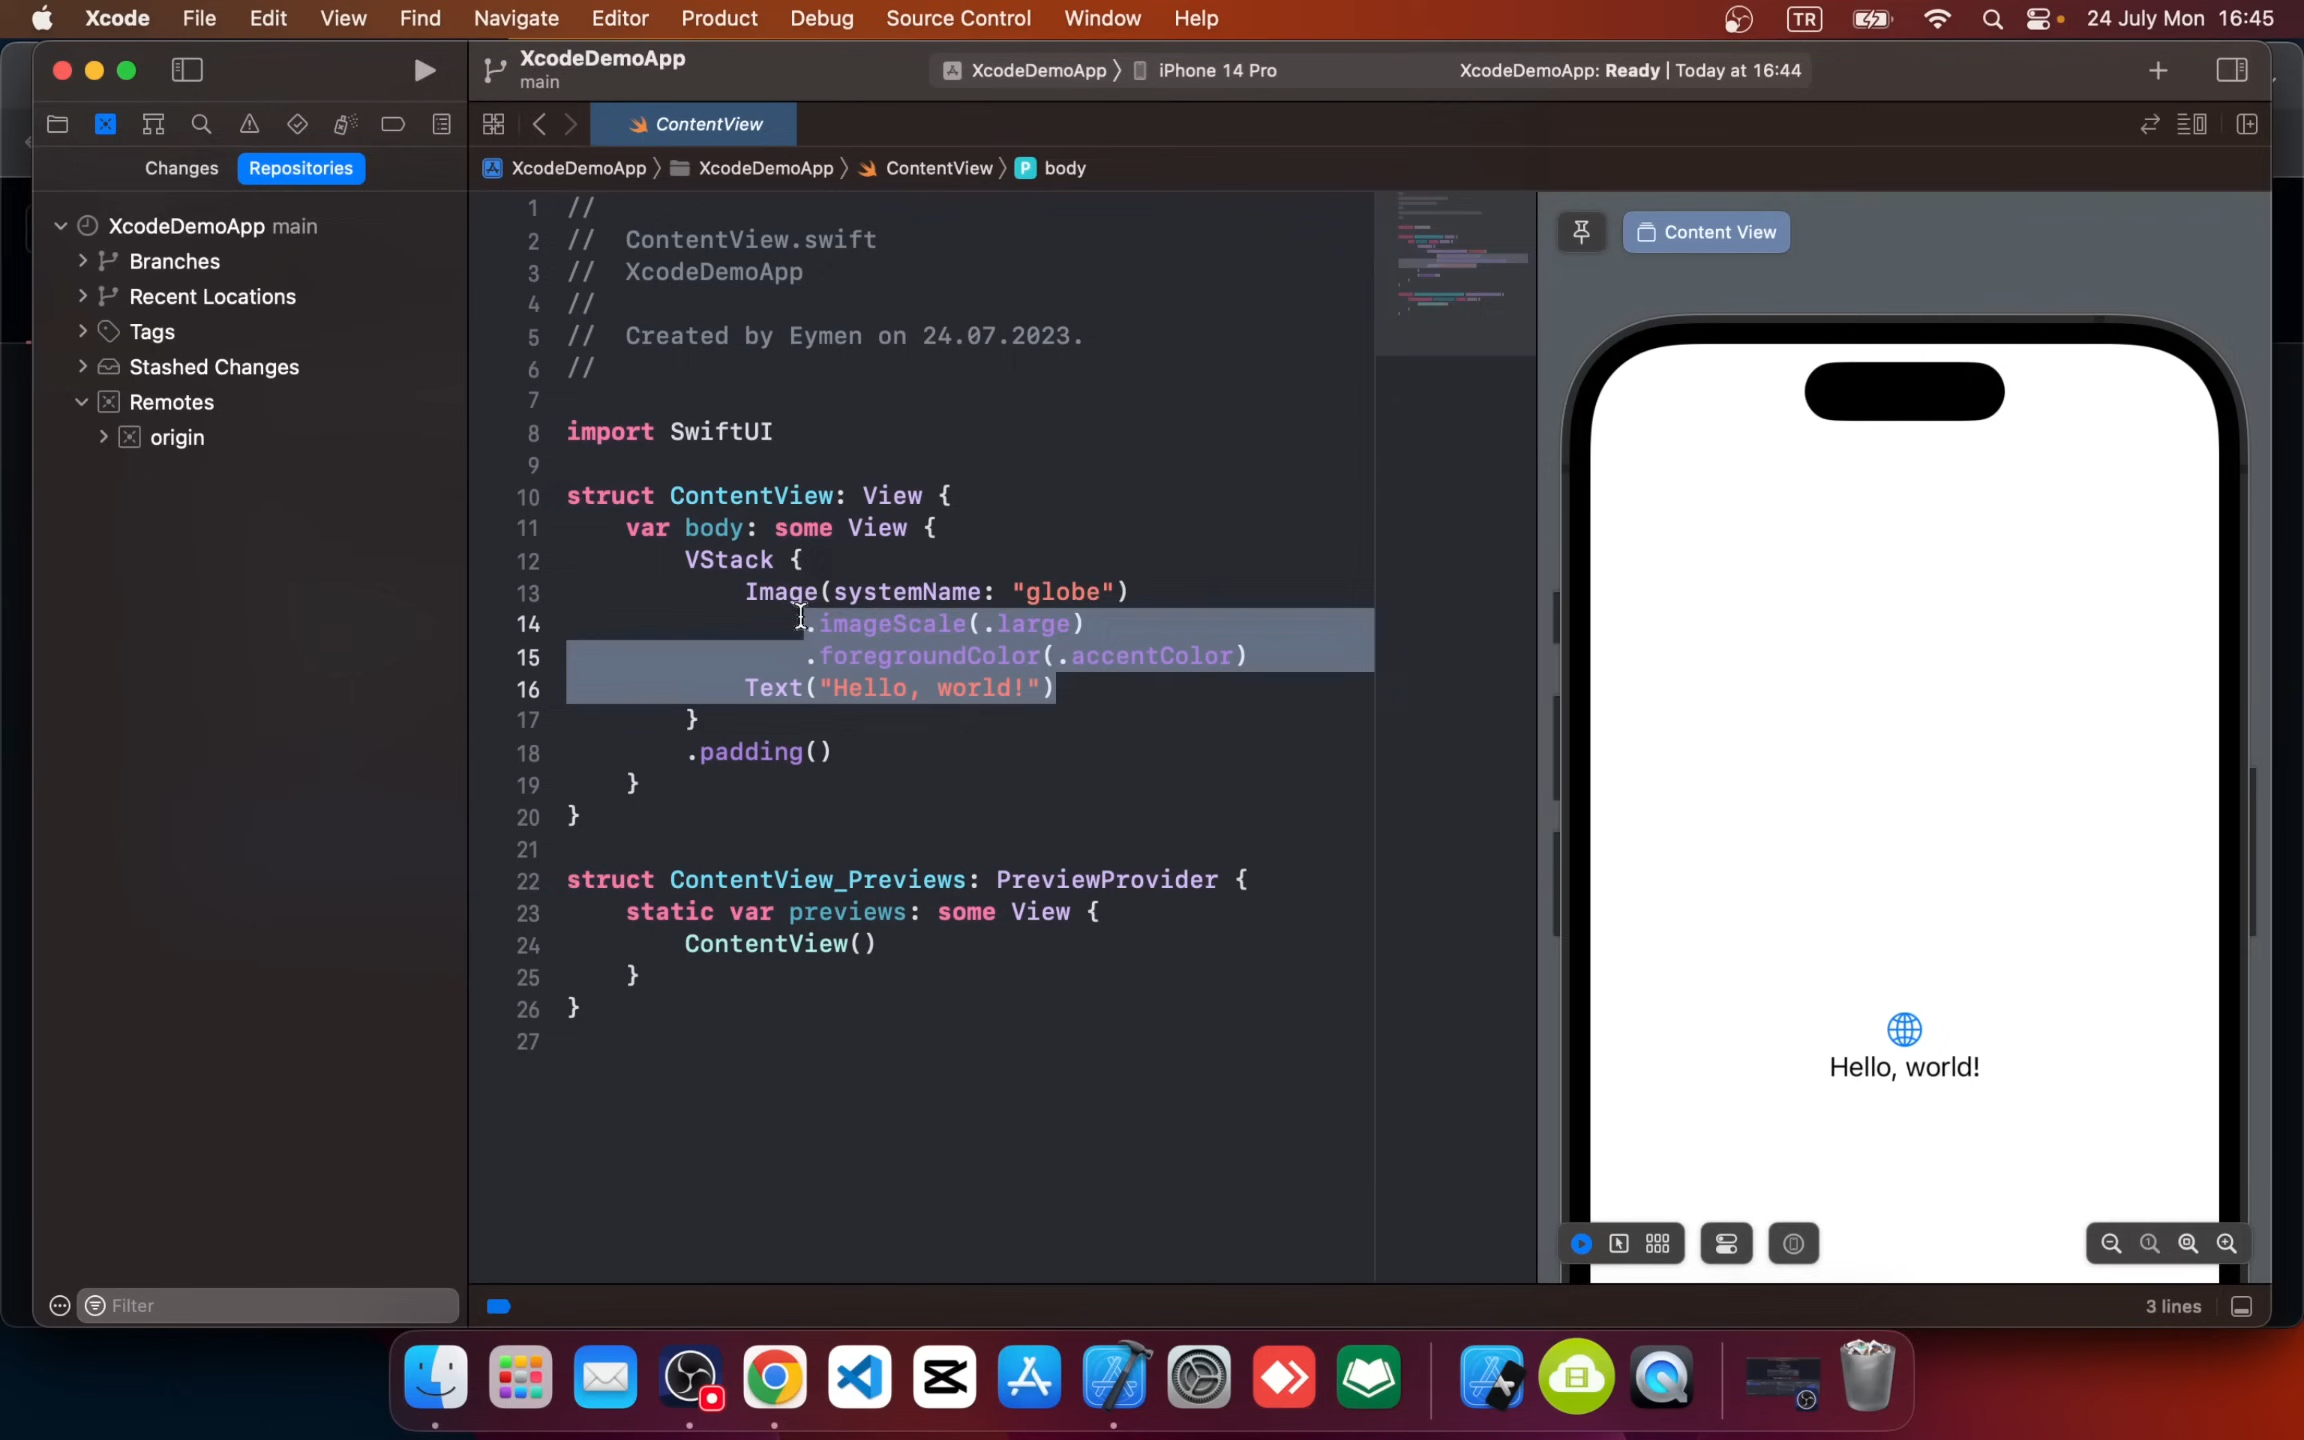 Xcode File Edit View Find Navigate Editor Product Debug Source Control Window Help
TR 24 July Mon 16:45
XcodeDemoApp
main
XcodeDemoApp 〉 iPhone 14 Pro
XcodeDemoApp: Ready | Today at 16:44
ContentView
Changes Repositories
XcodeDemoApp 〉 XcodeDemoApp 〉 ContentView 〉 P body
XcodeDemoApp main
Branches
Recent Locations
Tags
Stashed Changes
Remotes
origin
Filter
1 //
2 //  ContentView.swift
3 //  XcodeDemoApp
4 //
5 //  Created by Eymen on 24.07.2023.
6 //
7
8 import SwiftUI
9
10 struct ContentView: View {
11     var body: some View {
12         VStack {
13             Image(systemName: "globe")
14                 .imageScale(.large)
15                 .foregroundColor(.accentColor)
16             Text("Hello, world!")
17         }
18         .padding()
19     }
20 }
21
22 struct ContentView_Previews: PreviewProvider {
23     static var previews: some View {
24         ContentView()
25     }
26 }
27
Content View
Hello, world!
3 lines